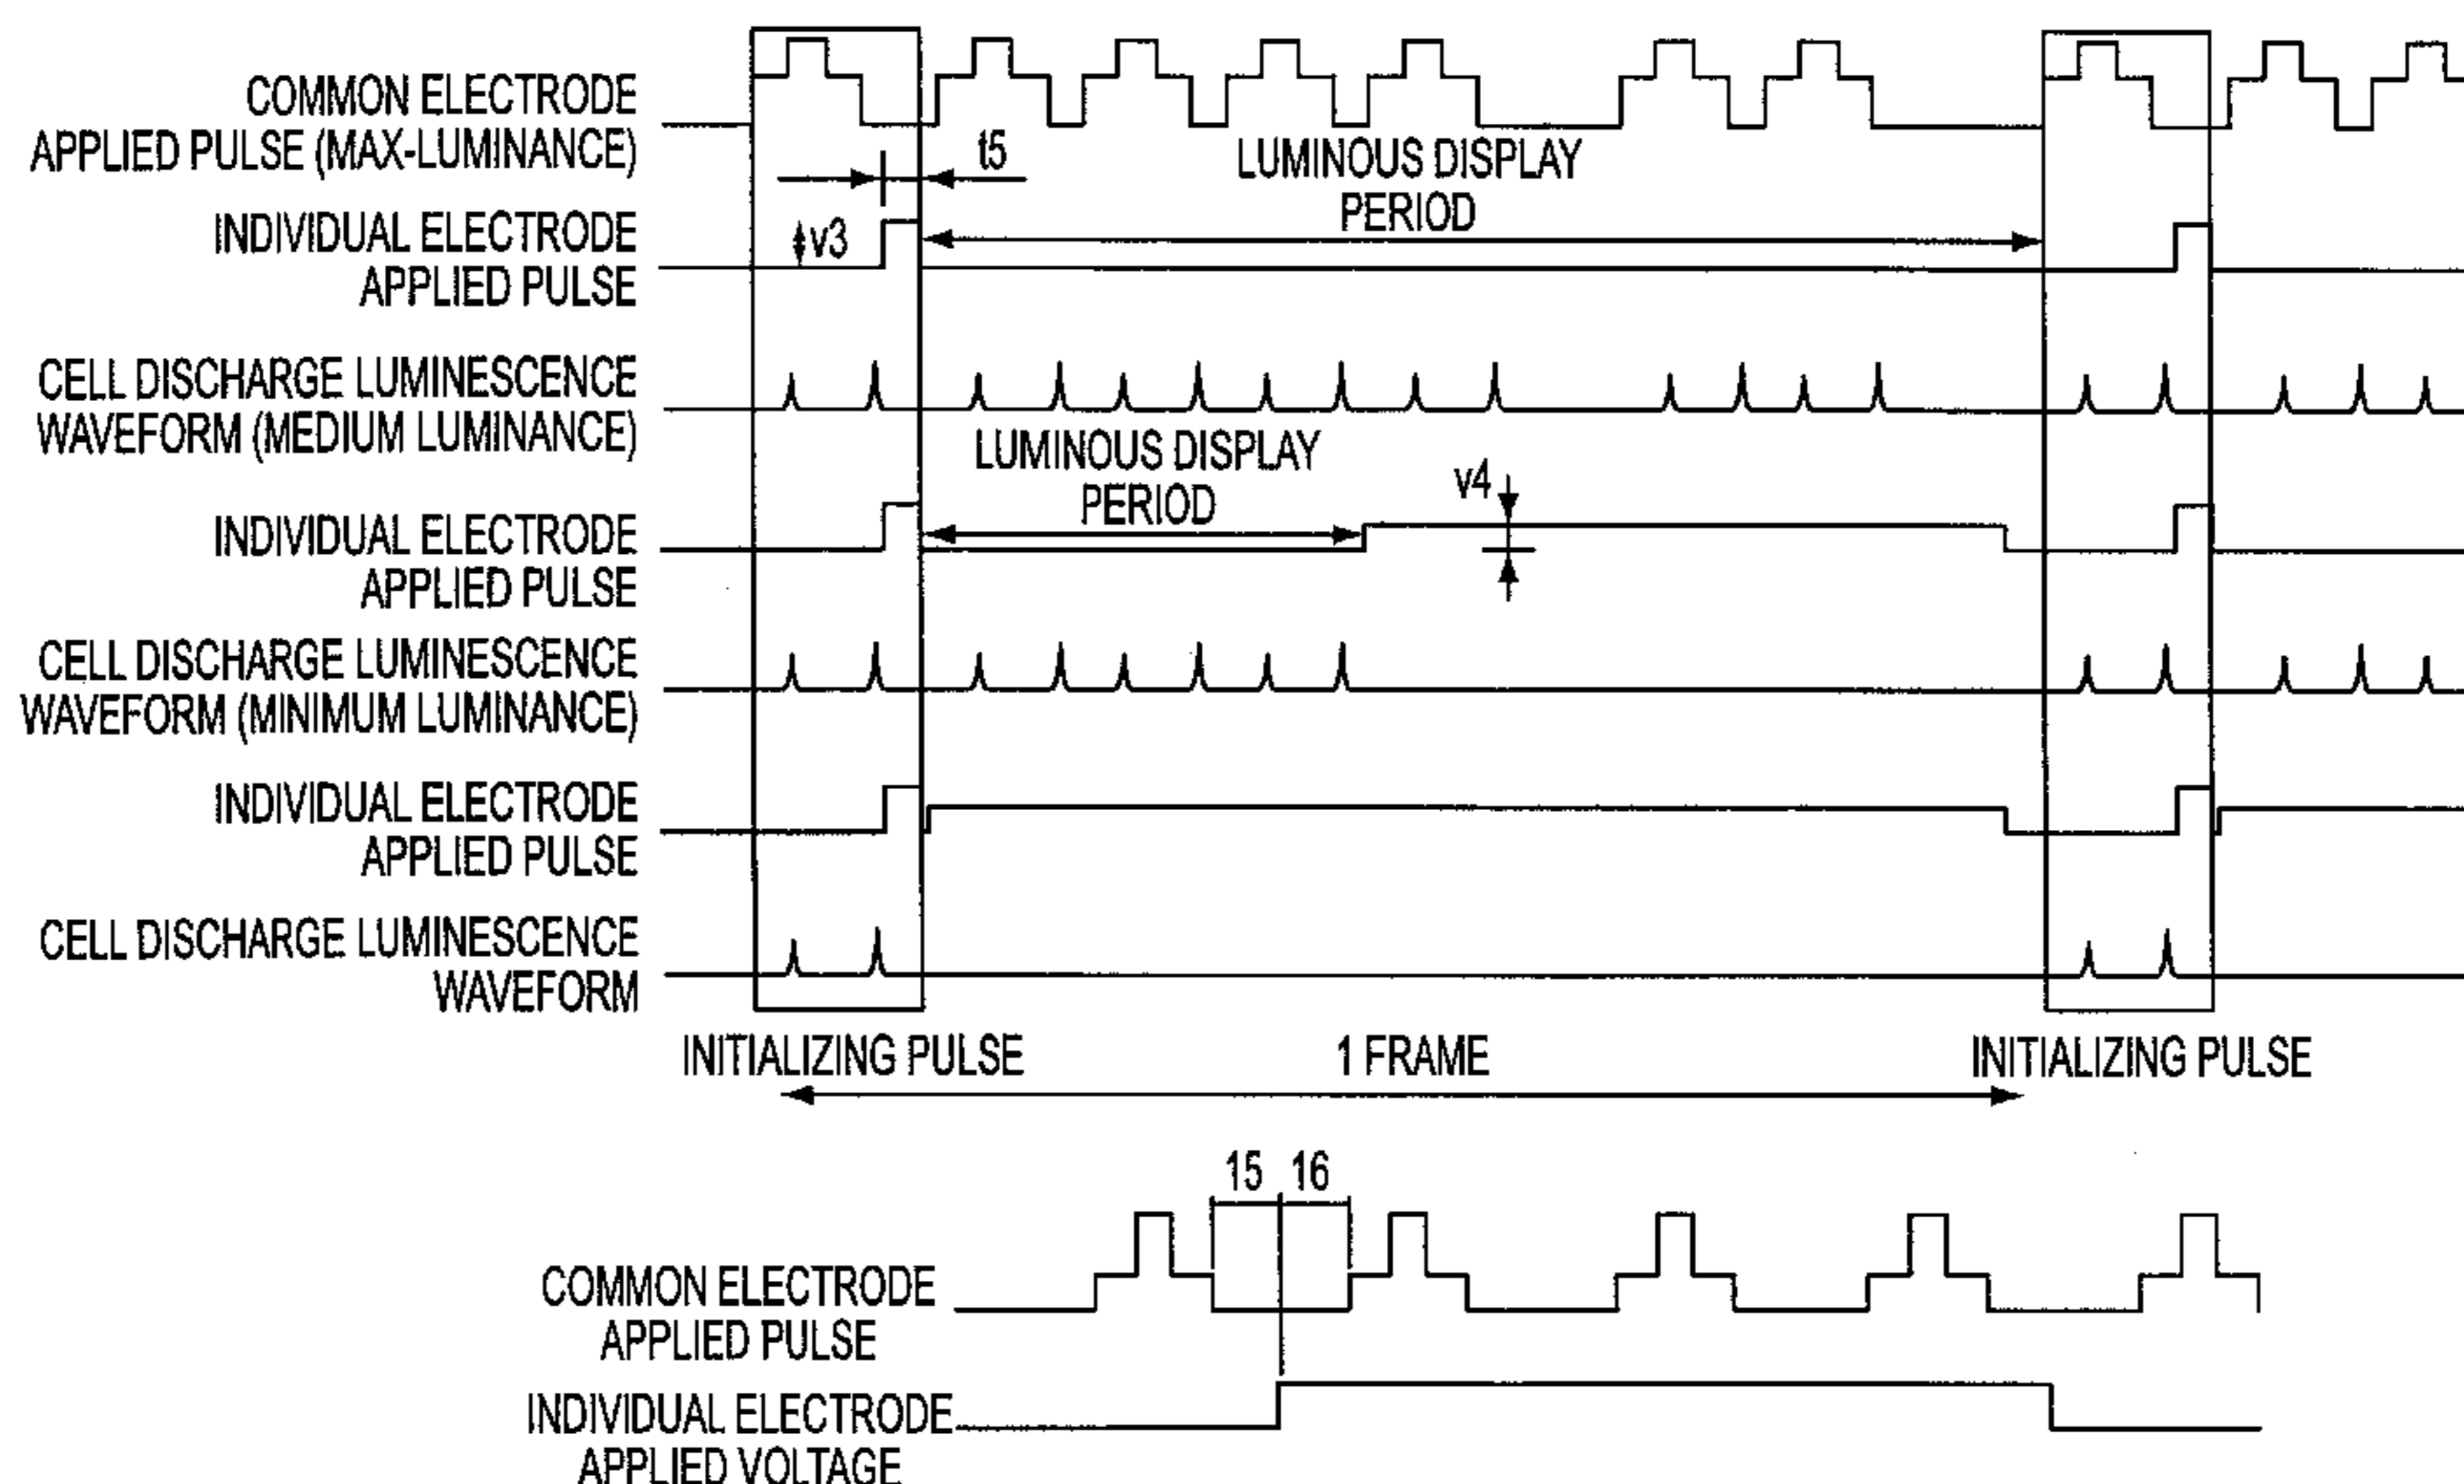 COMMON ELECTRODE
APPLIED PULSE (MAX-LUMINANCE)
t5
LUMINOUS DISPLAY
PERIOD
INDIVIDUAL ELECTRODE
APPLIED PULSE
v3
CELL DISCHARGE LUMINESCENCE
WAVEFORM (MEDIUM LUMINANCE)
LUMINOUS DISPLAY
PERIOD
v4
INDIVIDUAL ELECTRODE
APPLIED PULSE
CELL DISCHARGE LUMINESCENCE
WAVEFORM (MINIMUM LUMINANCE)
INDIVIDUAL ELECTRODE
APPLIED PULSE
CELL DISCHARGE LUMINESCENCE
WAVEFORM
INITIALIZING PULSE
1 FRAME
INITIALIZING PULSE
15 16
COMMON ELECTRODE
APPLIED PULSE
INDIVIDUAL ELECTRODE
APPLIED VOLTAGE